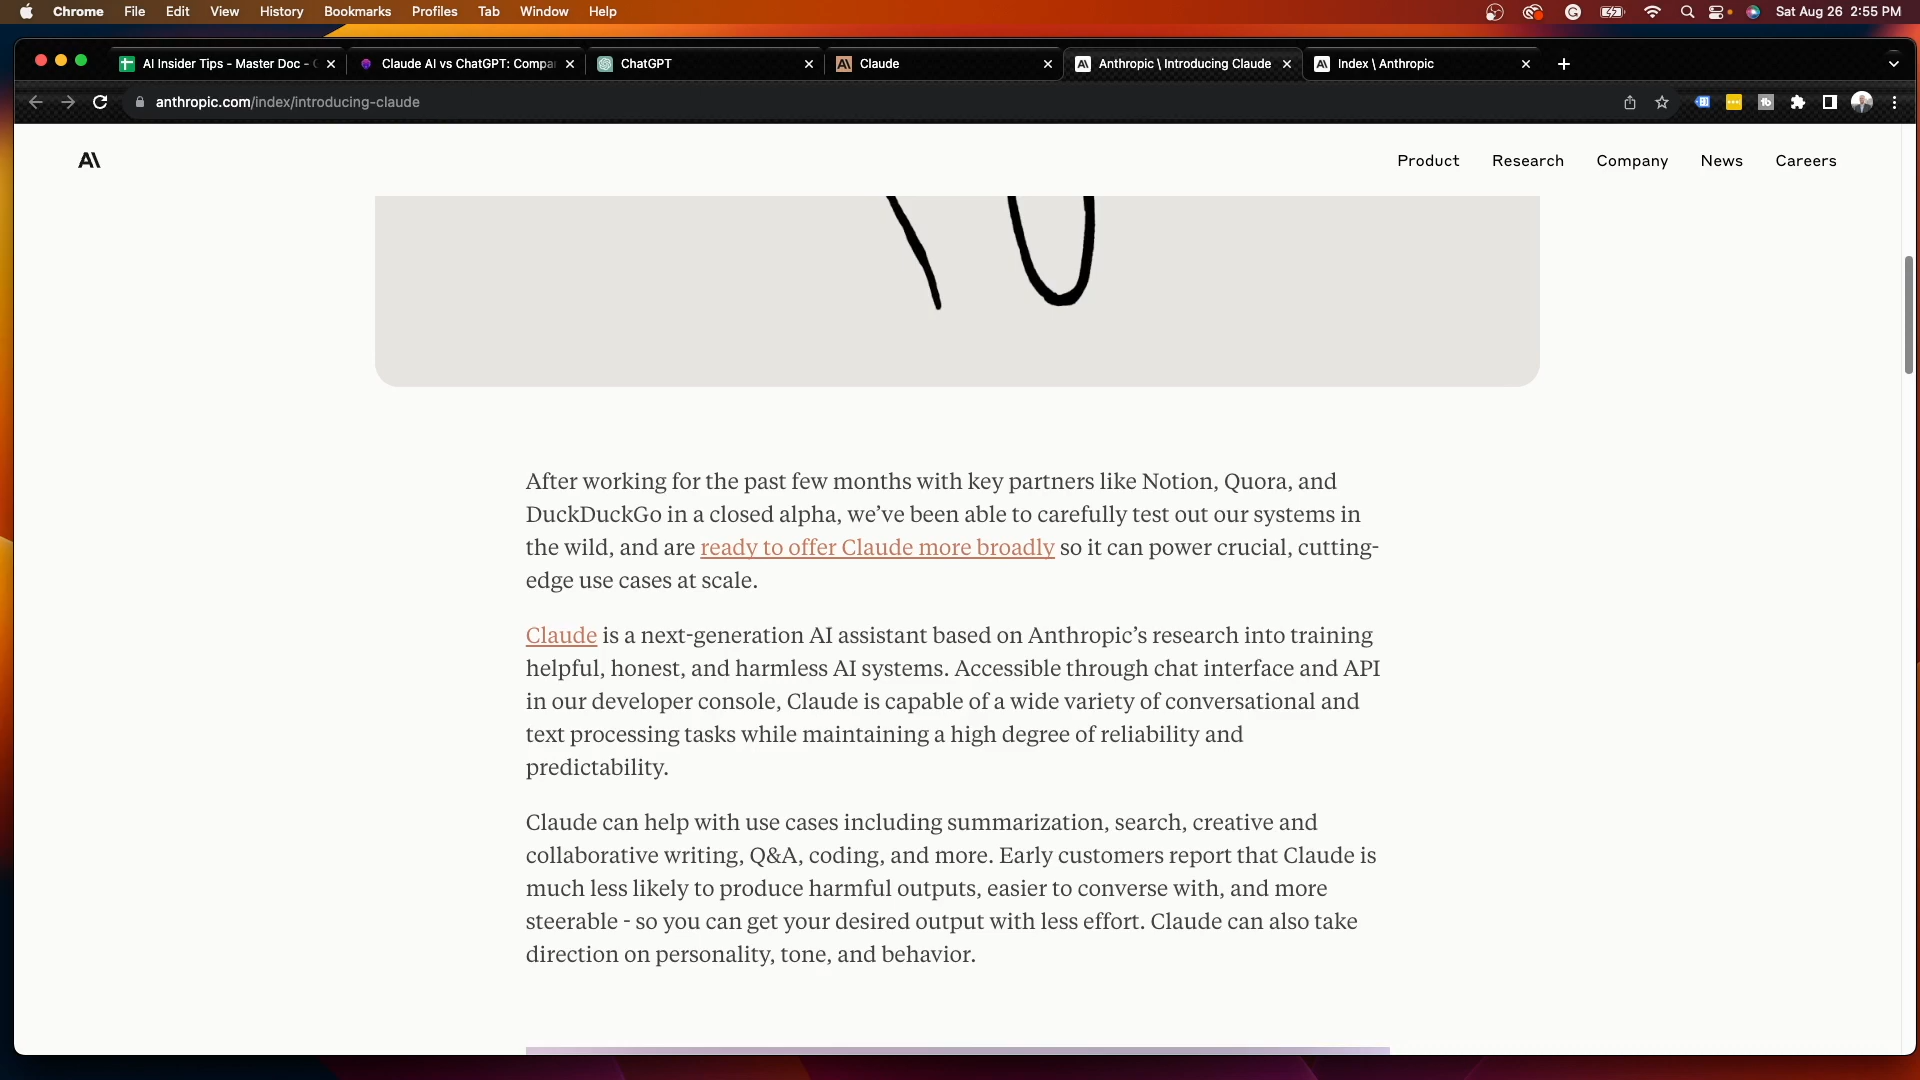 Chrome File Edit View History Bookmarks Profiles Tab Window Help Sat Aug 26 2:55 PM
AI Insider Tips - Master Doc - Claude AI vs ChatGPT: Compa ChatGPT Claude Anthropic \ Introducing Claude Index \ Anthropic
anthropic.com/index/introducing-claude
Product Research Company News Careers
After working for the past few months with key partners like Notion, Quora, and
DuckDuckGo in a closed alpha, we’ve been able to carefully test out our systems in
the wild, and are ready to offer Claude more broadly so it can power crucial, cutting-
edge use cases at scale.
Claude is a next-generation AI assistant based on Anthropic’s research into training
helpful, honest, and harmless AI systems. Accessible through chat interface and API
in our developer console, Claude is capable of a wide variety of conversational and
text processing tasks while maintaining a high degree of reliability and
predictability.
Claude can help with use cases including summarization, search, creative and
collaborative writing, Q&A, coding, and more. Early customers report that Claude is
much less likely to produce harmful outputs, easier to converse with, and more
steerable - so you can get your desired output with less effort. Claude can also take
direction on personality, tone, and behavior.